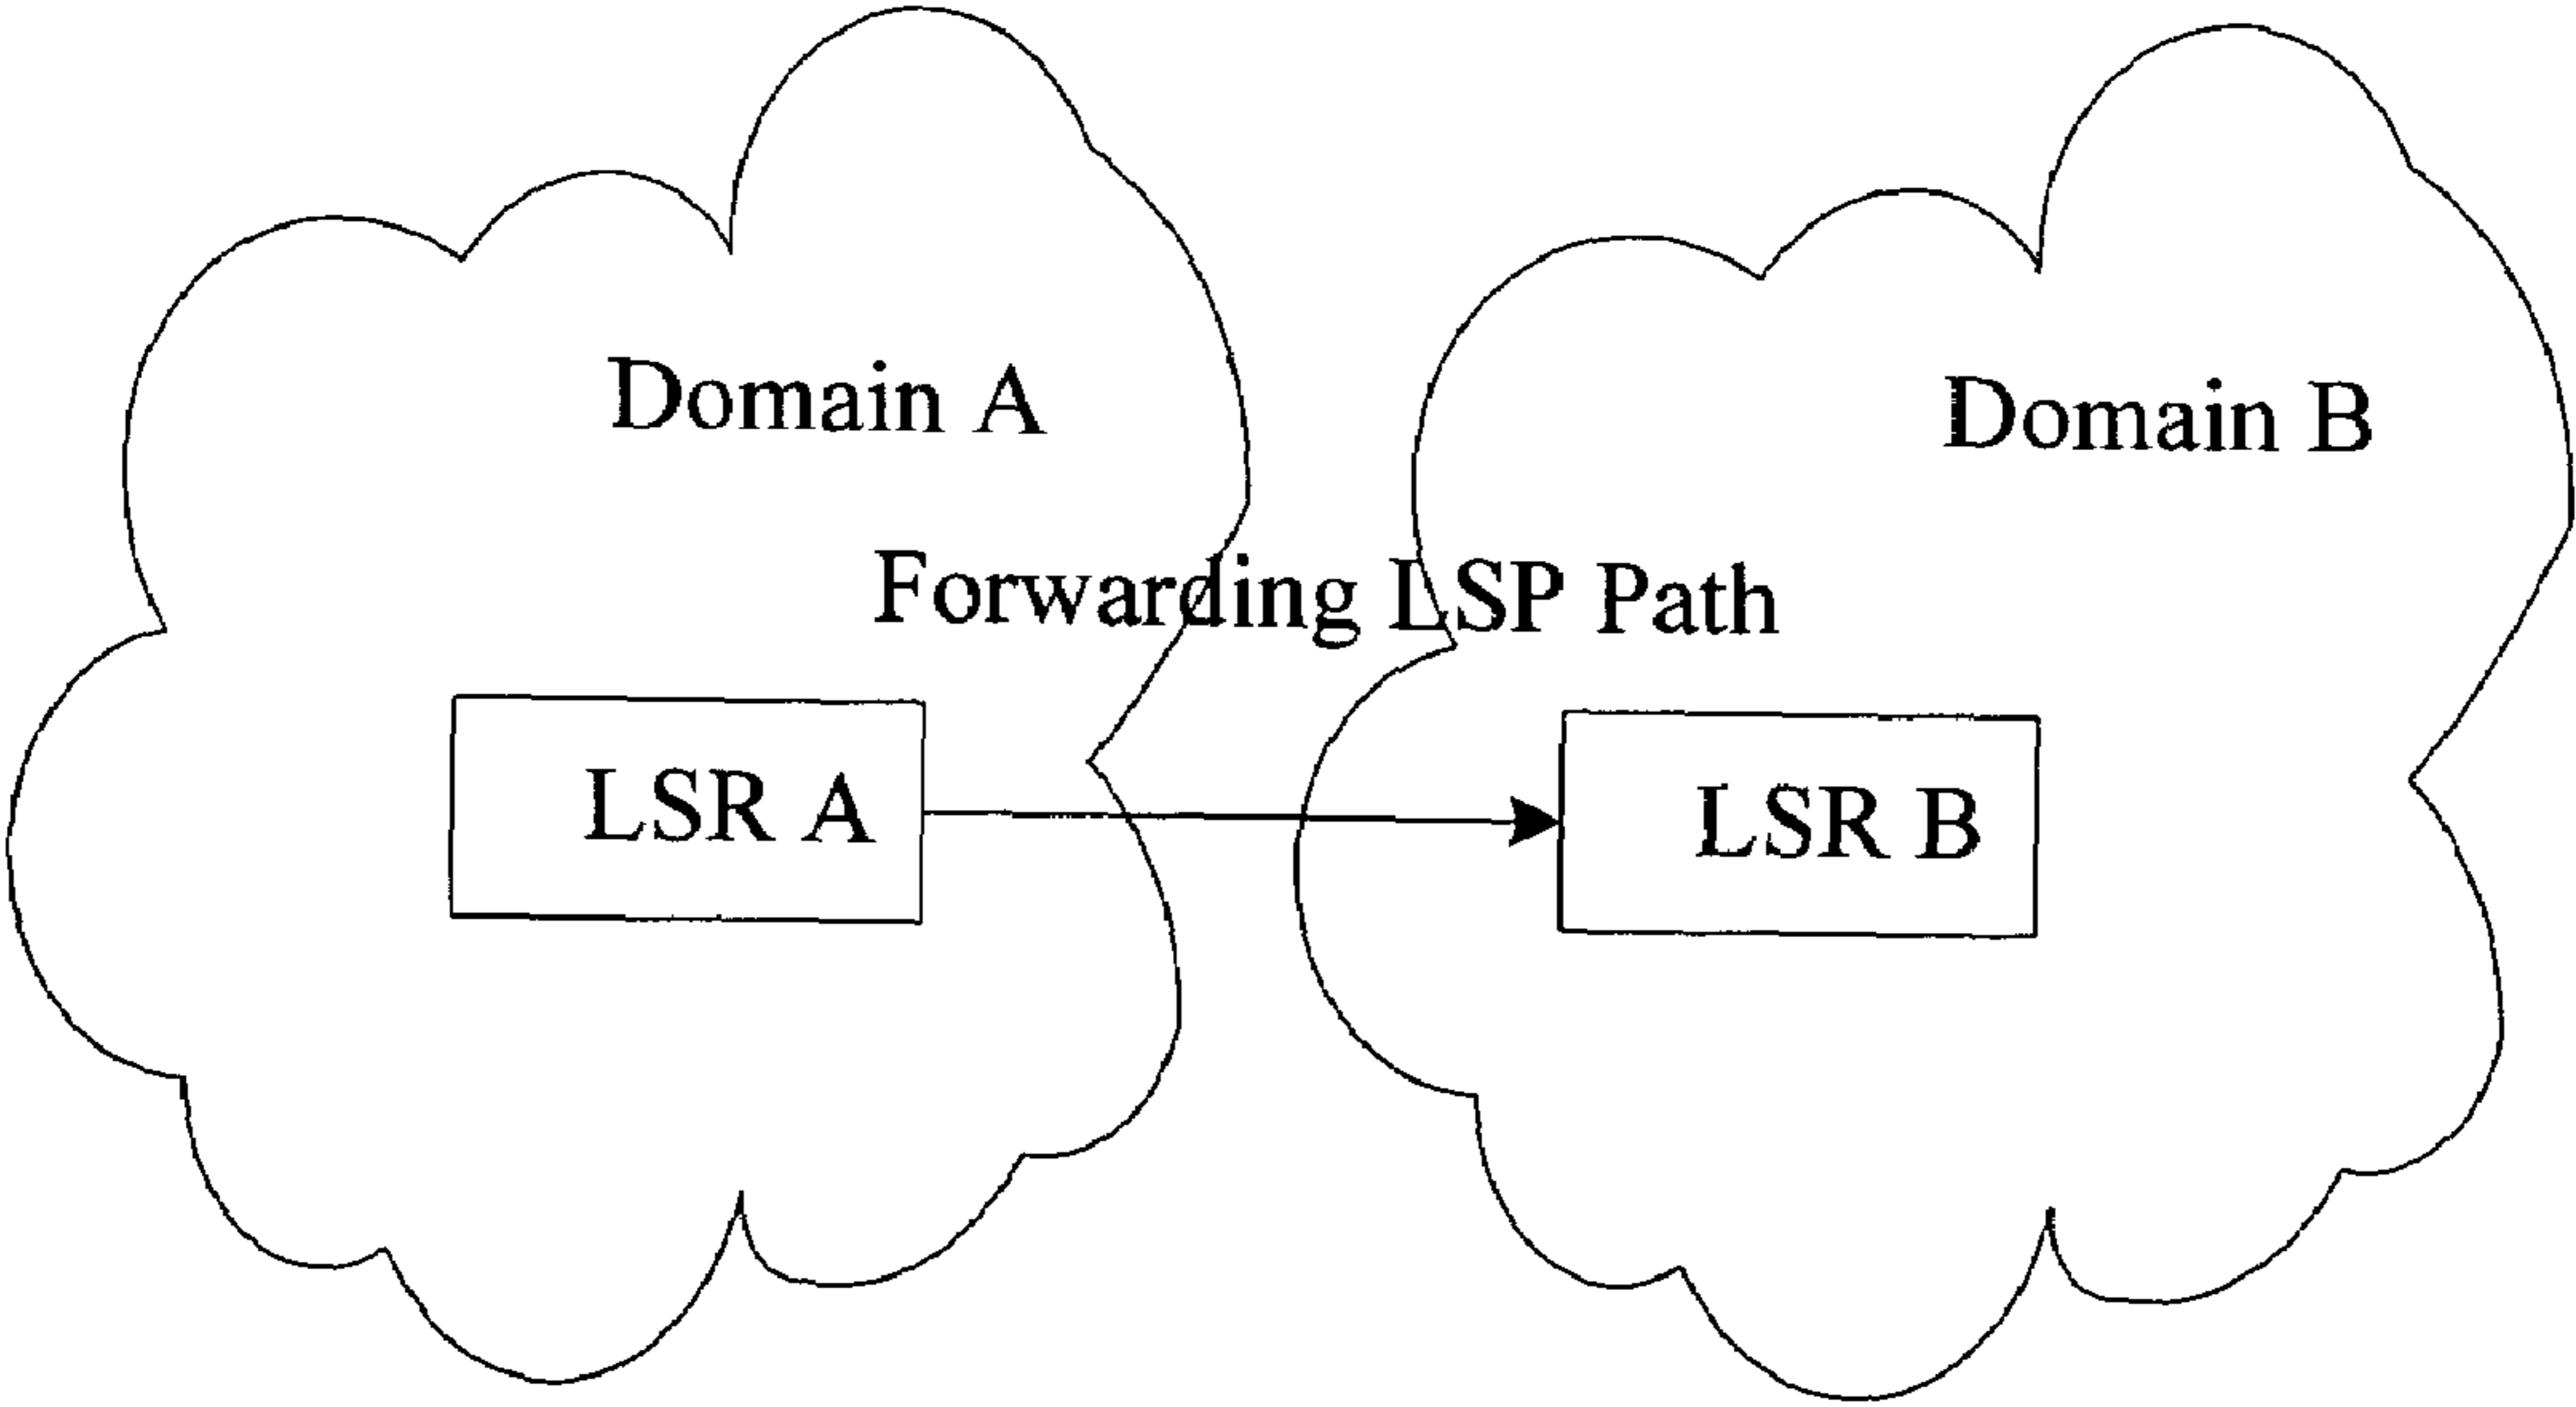 Domain A
Domain B
Forwarding LSP Path
LSR A
LSR B